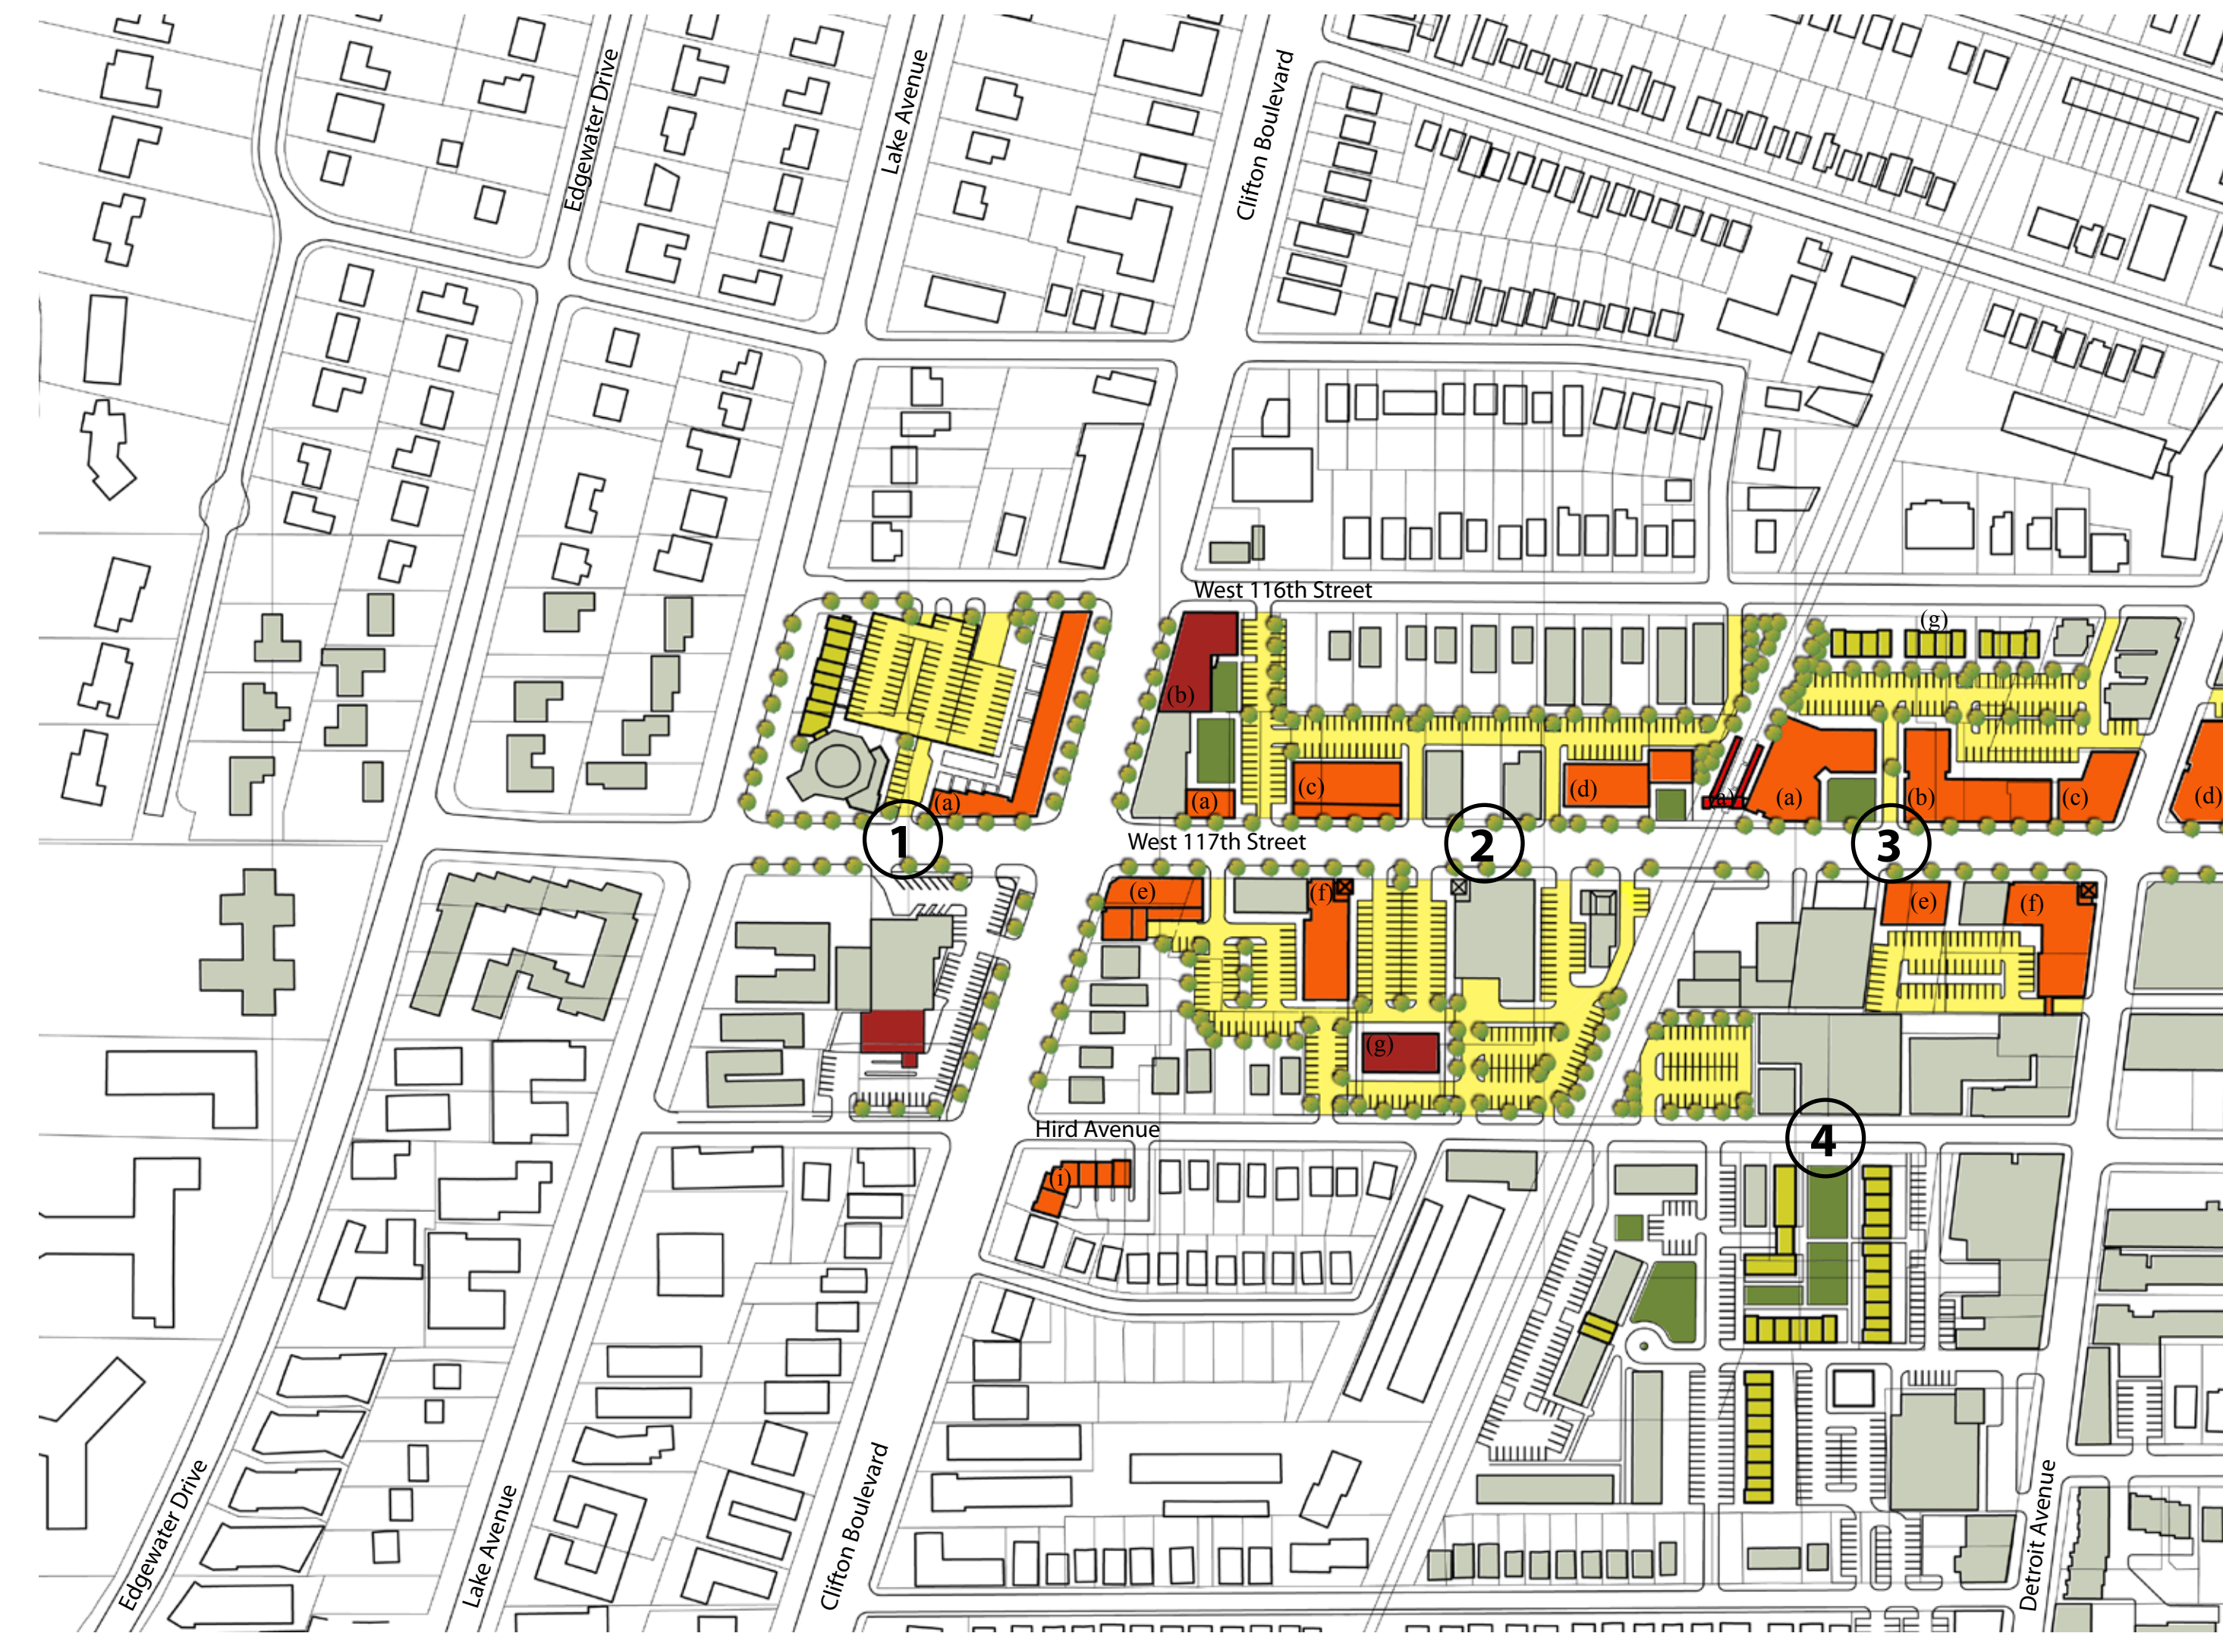 Edgewater Drive
Lake Avenue
Clifton Boulevard
West 116th Street
(g)
(b)
(a)
(a)
(c)
(d)
(a)
(a)
(b)
(c)
(d)
1
West 117th Street
2
3
(e)
(f)
(e)
(f)
(g)
Hird Avenue
4
(i)
Edgewater Drive
Lake Avenue
Clifton Boulevard
Detroit Avenue